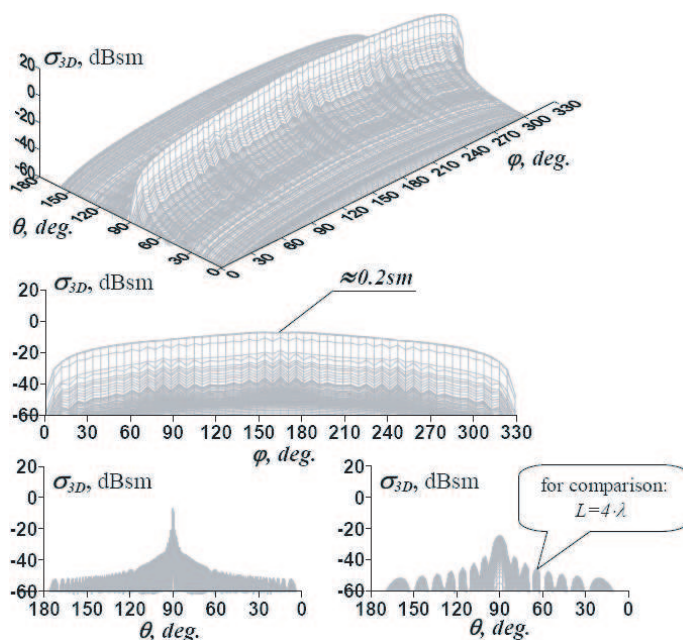 σ3D, dBsm
20
0
-20
-40
-60
180
150
120
90
60
30
0
θ, deg.
0
30
60
90
120
150
180
210
240
270
300
330
φ, deg.
σ3D, dBsm
≈0.2sm
20
0
-20
-40
-60
0 30 60 90 120 150 180 210 240 270 300 330
φ, deg.
σ3D, dBsm
20
0
-20
-40
-60
180 150 120 90 60 30 0
θ, deg.
σ3D, dBsm
for comparison:
L=4·λ
20
0
-20
-40
-60
180 150 120 90 60 30 0
θ, deg.